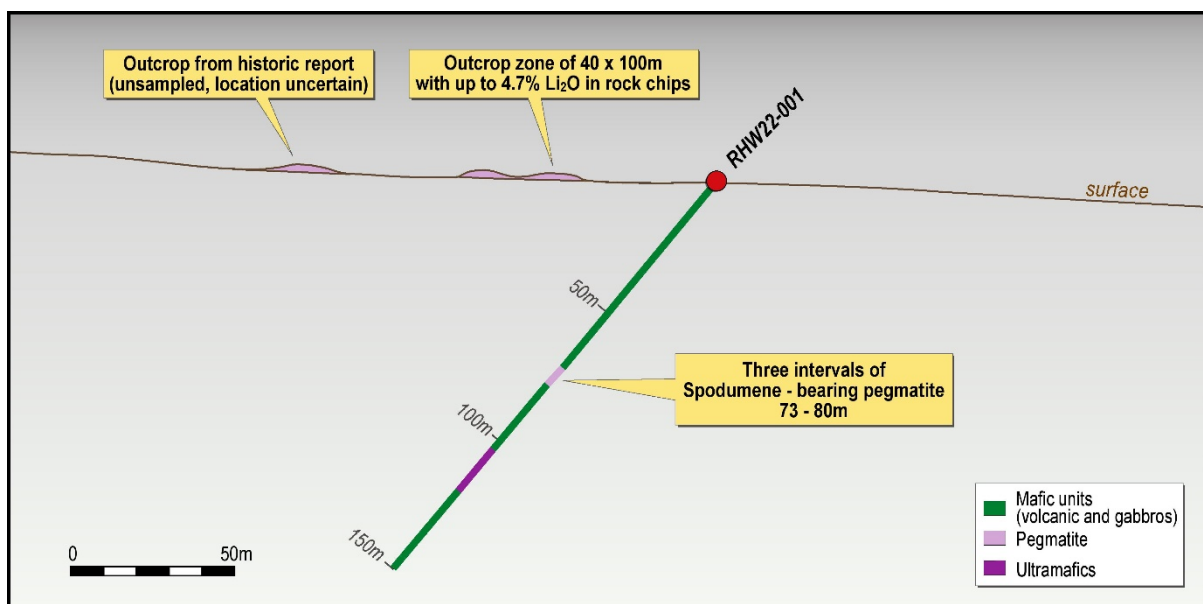 Outcrop from historic report
(unsampled, location uncertain)
Outcrop zone of 40 x 100m
with up to 4.7% Li₂O in rock chips
RHW22-001
surface
50m
Three intervals of
Spodumene - bearing pegmatite
73 - 80m
100m
150m
0 50m
Mafic units
(volcanic and gabbros)
Pegmatite
Ultramafics